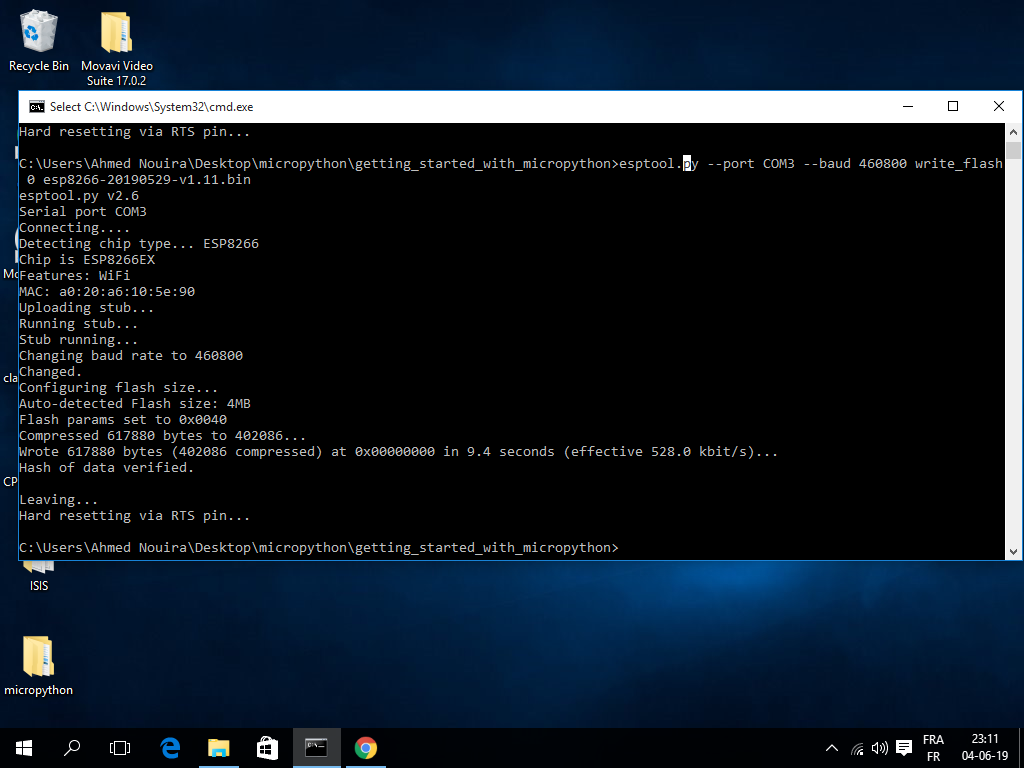 Recycle Bin
Movavi Video
Suite 17.0.2
Select C:\Windows\System32\cmd.exe
Hard resetting via RTS pin...
C:\Users\Ahmed Nouira\Desktop\micropython\getting_started_with_micropython>esptool.py --port COM3 --baud 460800 write_flash
0 esp8266-20190529-v1.11.bin
esptool.py v2.6
Serial port COM3
Connecting....
Detecting chip type... ESP8266
Chip is ESP8266EX
Features: WiFi
MAC: a0:20:a6:10:5e:90
Uploading stub...
Running stub...
Stub running...
Changing baud rate to 460800
Changed.
Configuring flash size...
Auto-detected Flash size: 4MB
Flash params set to 0x0040
Compressed 617880 bytes to 402086...
Wrote 617880 bytes (402086 compressed) at 0x00000000 in 9.4 seconds (effective 528.0 kbit/s)...
Hash of data verified.
Leaving...
Hard resetting via RTS pin...
C:\Users\Ahmed Nouira\Desktop\micropython\getting_started_with_micropython>
ISIS
micropython
FRA
FR
23:11
04-06-19